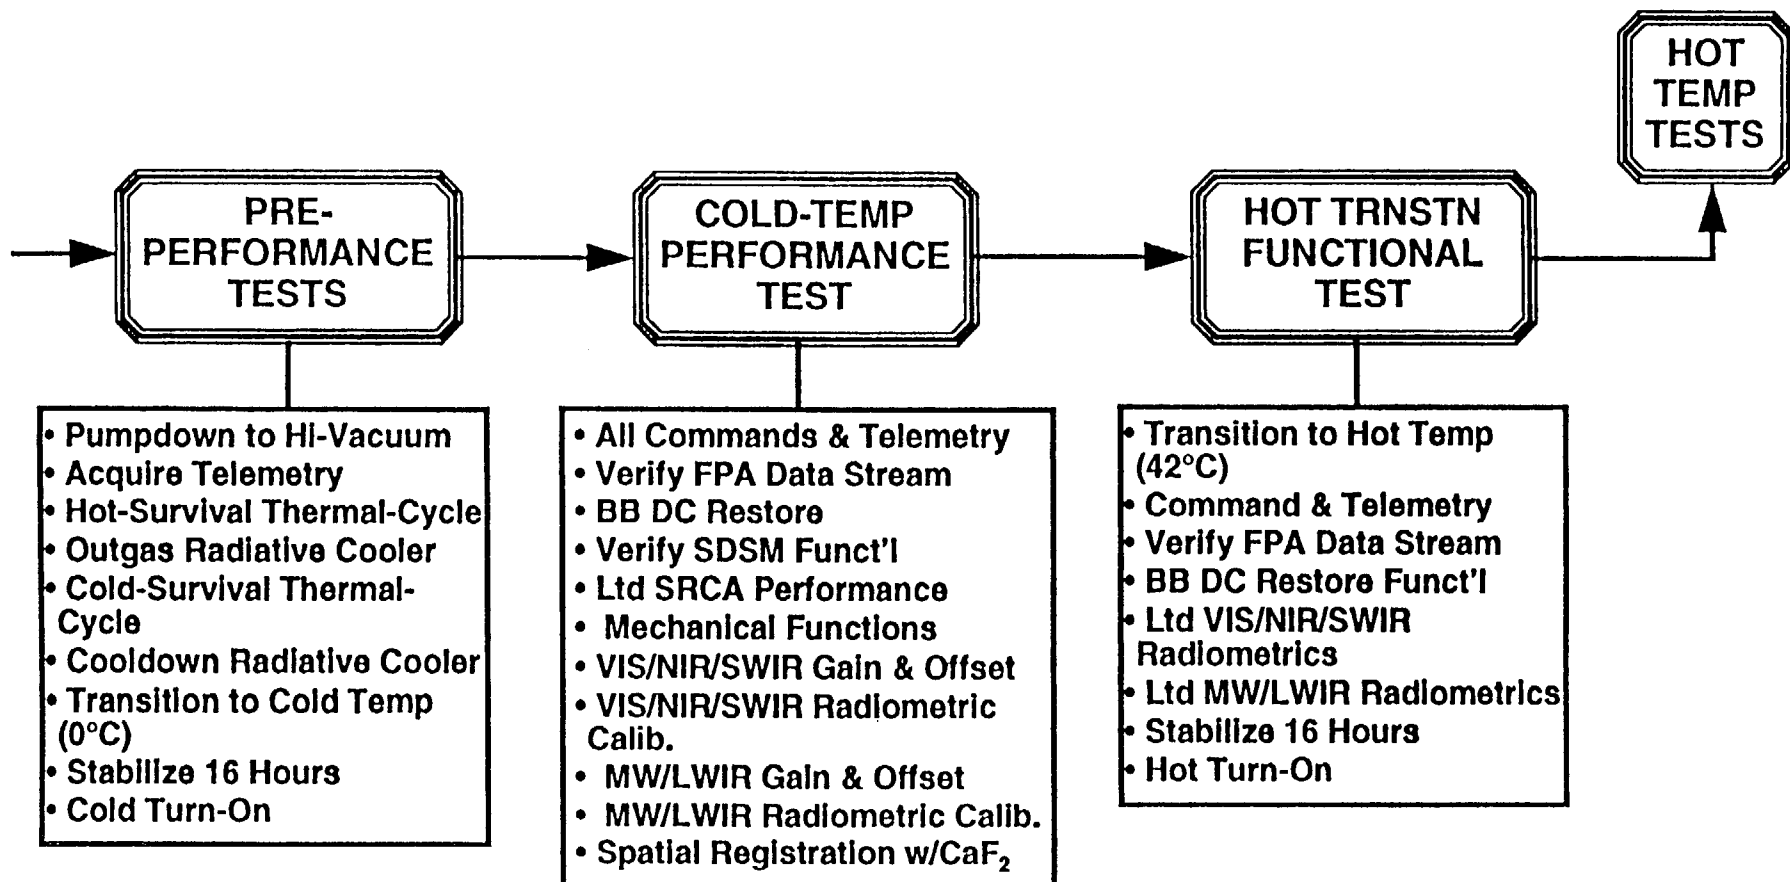 HOT
TEMP
TESTS
PRE-
PERFORMANCE
TESTS
COLD-TEMP
PERFORMANCE
TEST
HOT TRNSTN
FUNCTIONAL
TEST
• Pumpdown to Hi-Vacuum
• Acquire Telemetry
• Hot-Survival Thermal-Cycle
• Outgas Radiative Cooler
• Cold-Survival Thermal-
Cycle
• Cooldown Radiative Cooler
• Transition to Cold Temp
(0°C)
• Stabilize 16 Hours
• Cold Turn-On
• All Commands & Telemetry
• Verify FPA Data Stream
• BB DC Restore
• Verify SDSM Funct'l
• Ltd SRCA Performance
• Mechanical Functions
• VIS/NIR/SWIR Gain & Offset
• VIS/NIR/SWIR Radiometric
Calib.
• MW/LWIR Gain & Offset
• MW/LWIR Radiometric Calib.
• Spatial Registration w/CaF₂
• Transition to Hot Temp
(42°C)
• Command & Telemetry
• Verify FPA Data Stream
• BB DC Restore Funct'l
• Ltd VIS/NIR/SWIR
Radiometrics
• Ltd MW/LWIR Radiometrics
• Stabilize 16 Hours
• Hot Turn-On